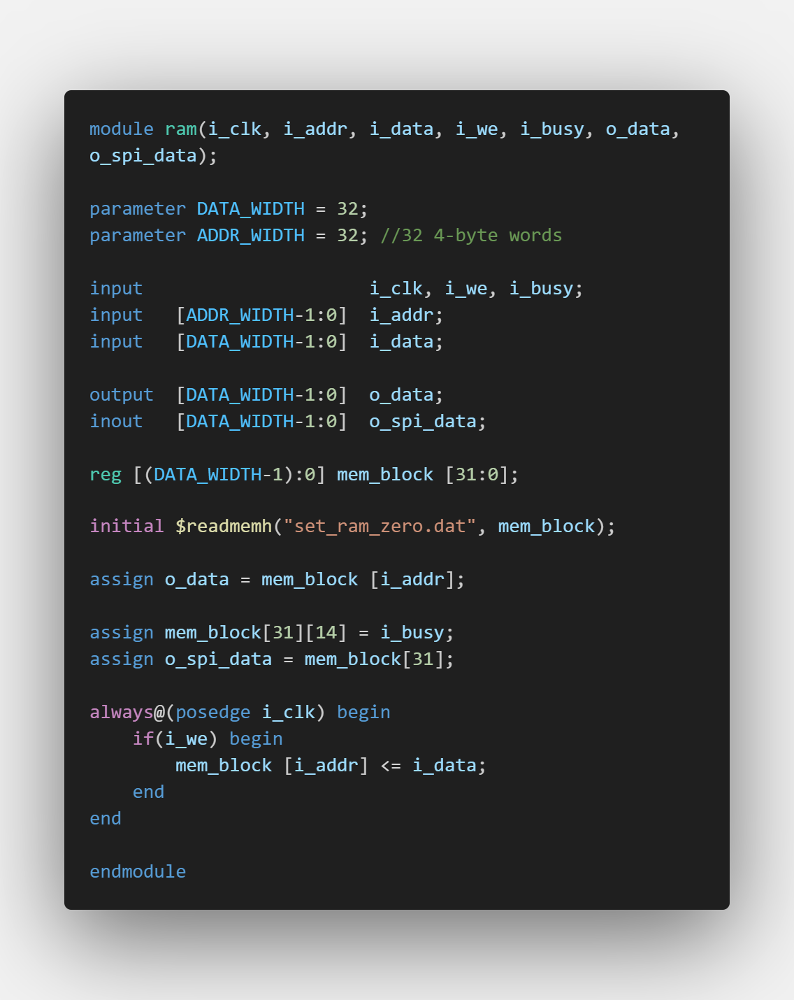 module ram(i_clk, i_addr, i_data, i_we, i_busy, o_data,
o_spi_data);
parameter DATA_WIDTH = 32;
parameter ADDR_WIDTH = 32; //32 4-byte words
input i_clk, i_we, i_busy;
input [ADDR_WIDTH-1:0] i_addr;
input [DATA_WIDTH-1:0] i_data;
output [DATA_WIDTH-1:0] o_data;
inout [DATA_WIDTH-1:0] o_spi_data;
reg [(DATA_WIDTH-1):0] mem_block [31:0];
initial $readmemh("set_ram_zero.dat", mem_block);
assign o_data = mem_block [i_addr];
assign mem_block[31][14] = i_busy;
assign o_spi_data = mem_block[31];
always@(posedge i_clk) begin
    if(i_we) begin
        mem_block [i_addr] <= i_data;
    end
end
endmodule